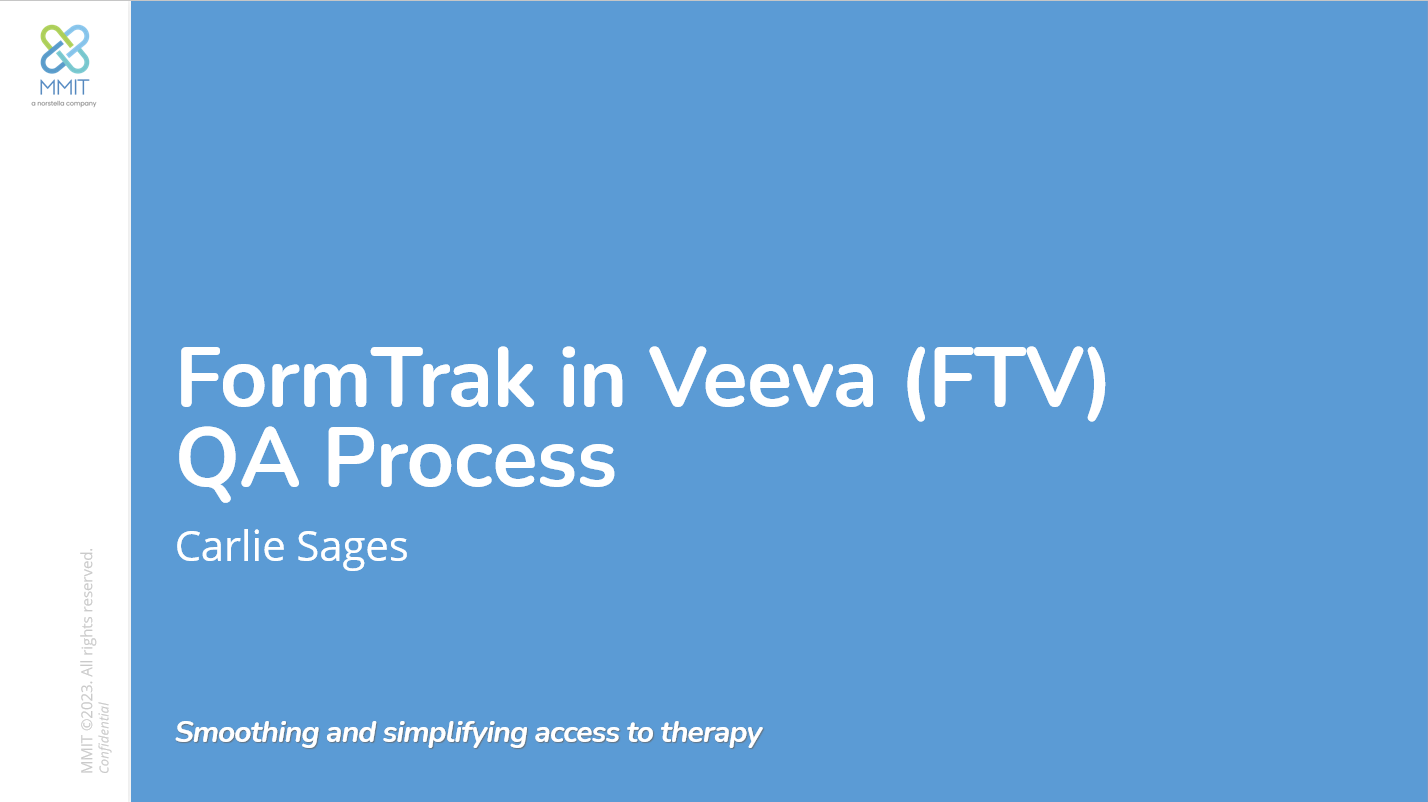 MMIT
a norstella company
FormTrak in Veeva (FTV)
QA Process
Carlie Sages
Smoothing and simplifying access to therapy
MMIT ©2023. All rights reserved.
Confidential